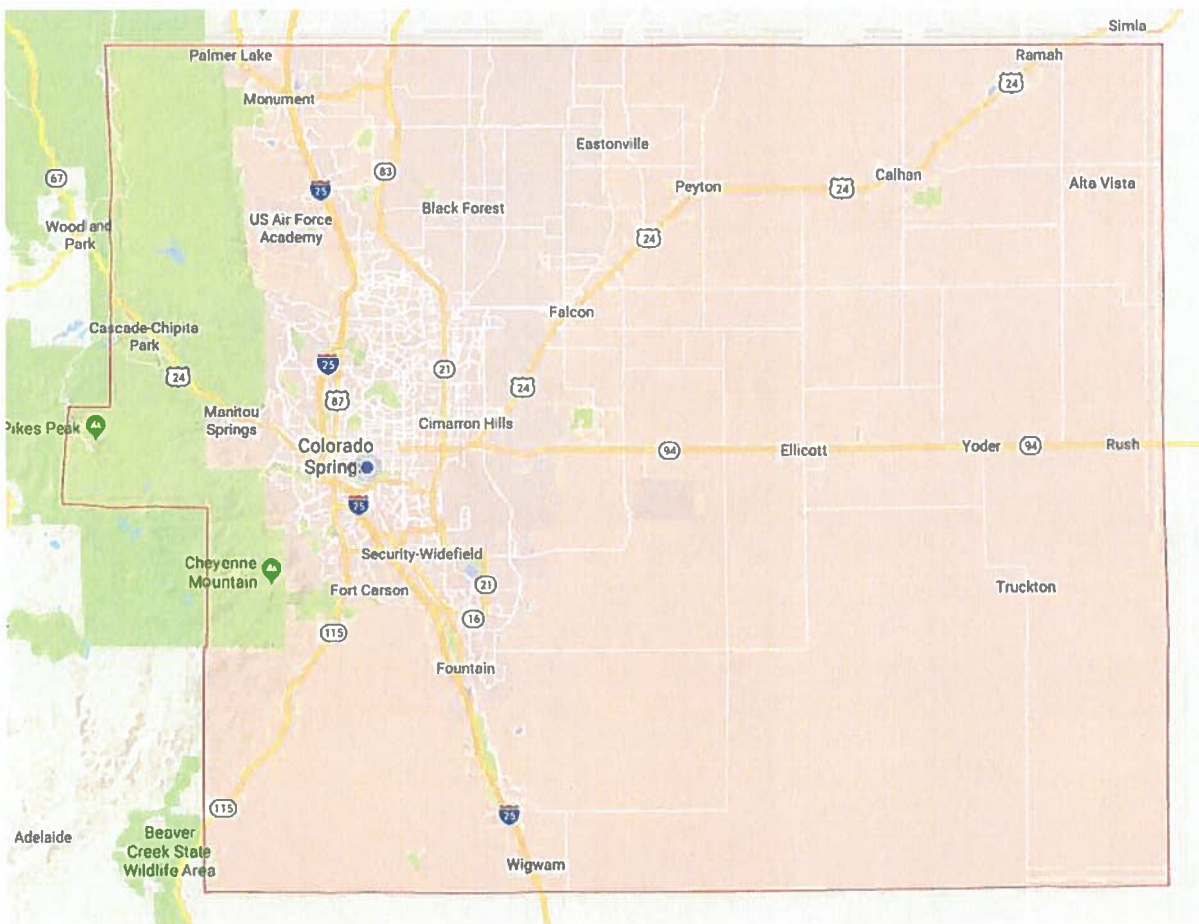 Simla
Palmer Lake
Ramah
24
Monument
Eastonville
83
67
25
Peyton
24
Calhan
Alta Vista
Black Forest
US Air Force
Academy
Woodland
Park
24
Falcon
Cascade-Chipita
Park
25
21
24
24
87
Manitou
Springs
Cimarron Hills
Pikes Peak
Colorado
Springs
94
Ellicott
Yoder
94
Rush
25
Security-Widefield
Cheyenne
Mountain
Fort Carson
21
Truckton
16
115
Fountain
115
25
Adelaide
Beaver
Creek State
Wildlife Area
Wigwam